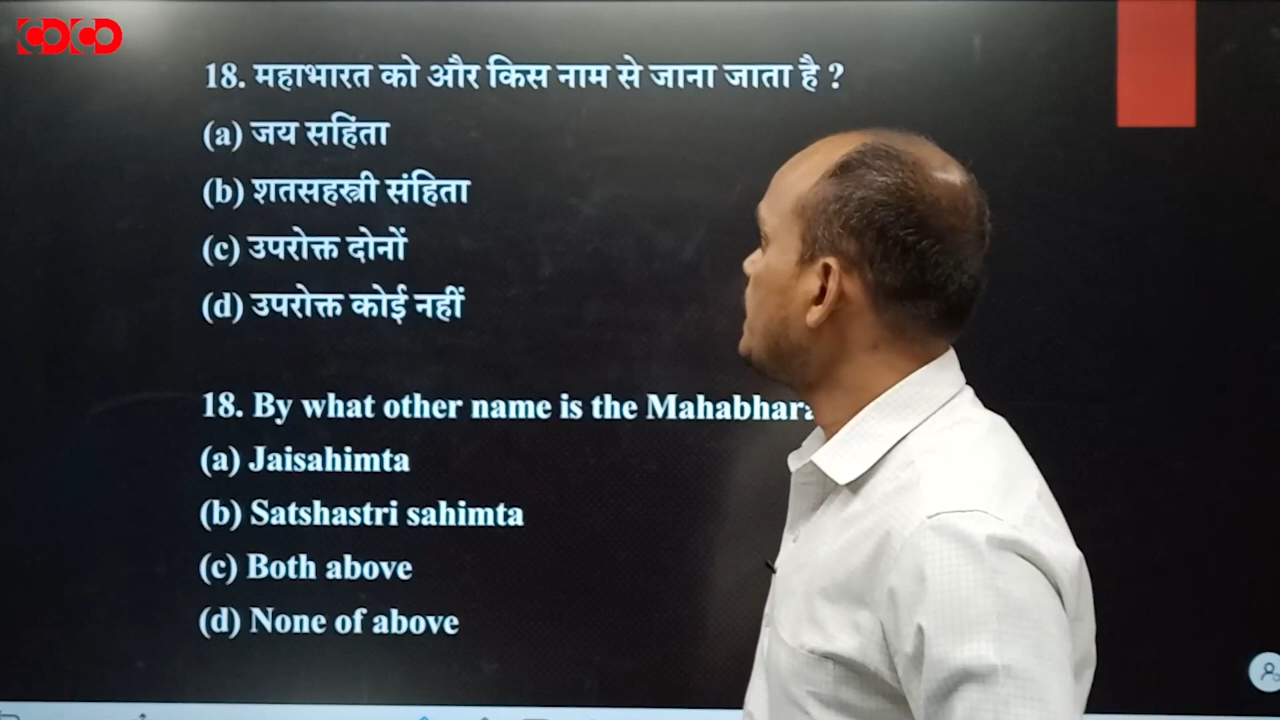 CDCD
18. महाभारत को और किस नाम से जाना जाता है ?
(a) जय सहिंता
(b) शतसहस्त्री संहिता
(c) उपरोक्त दोनों
(d) उपरोक्त कोई नहीं
18. By what other name is the
(a) Jaisahimta
(b) Satshastri sahimta
(c) Both above
(d) None of above